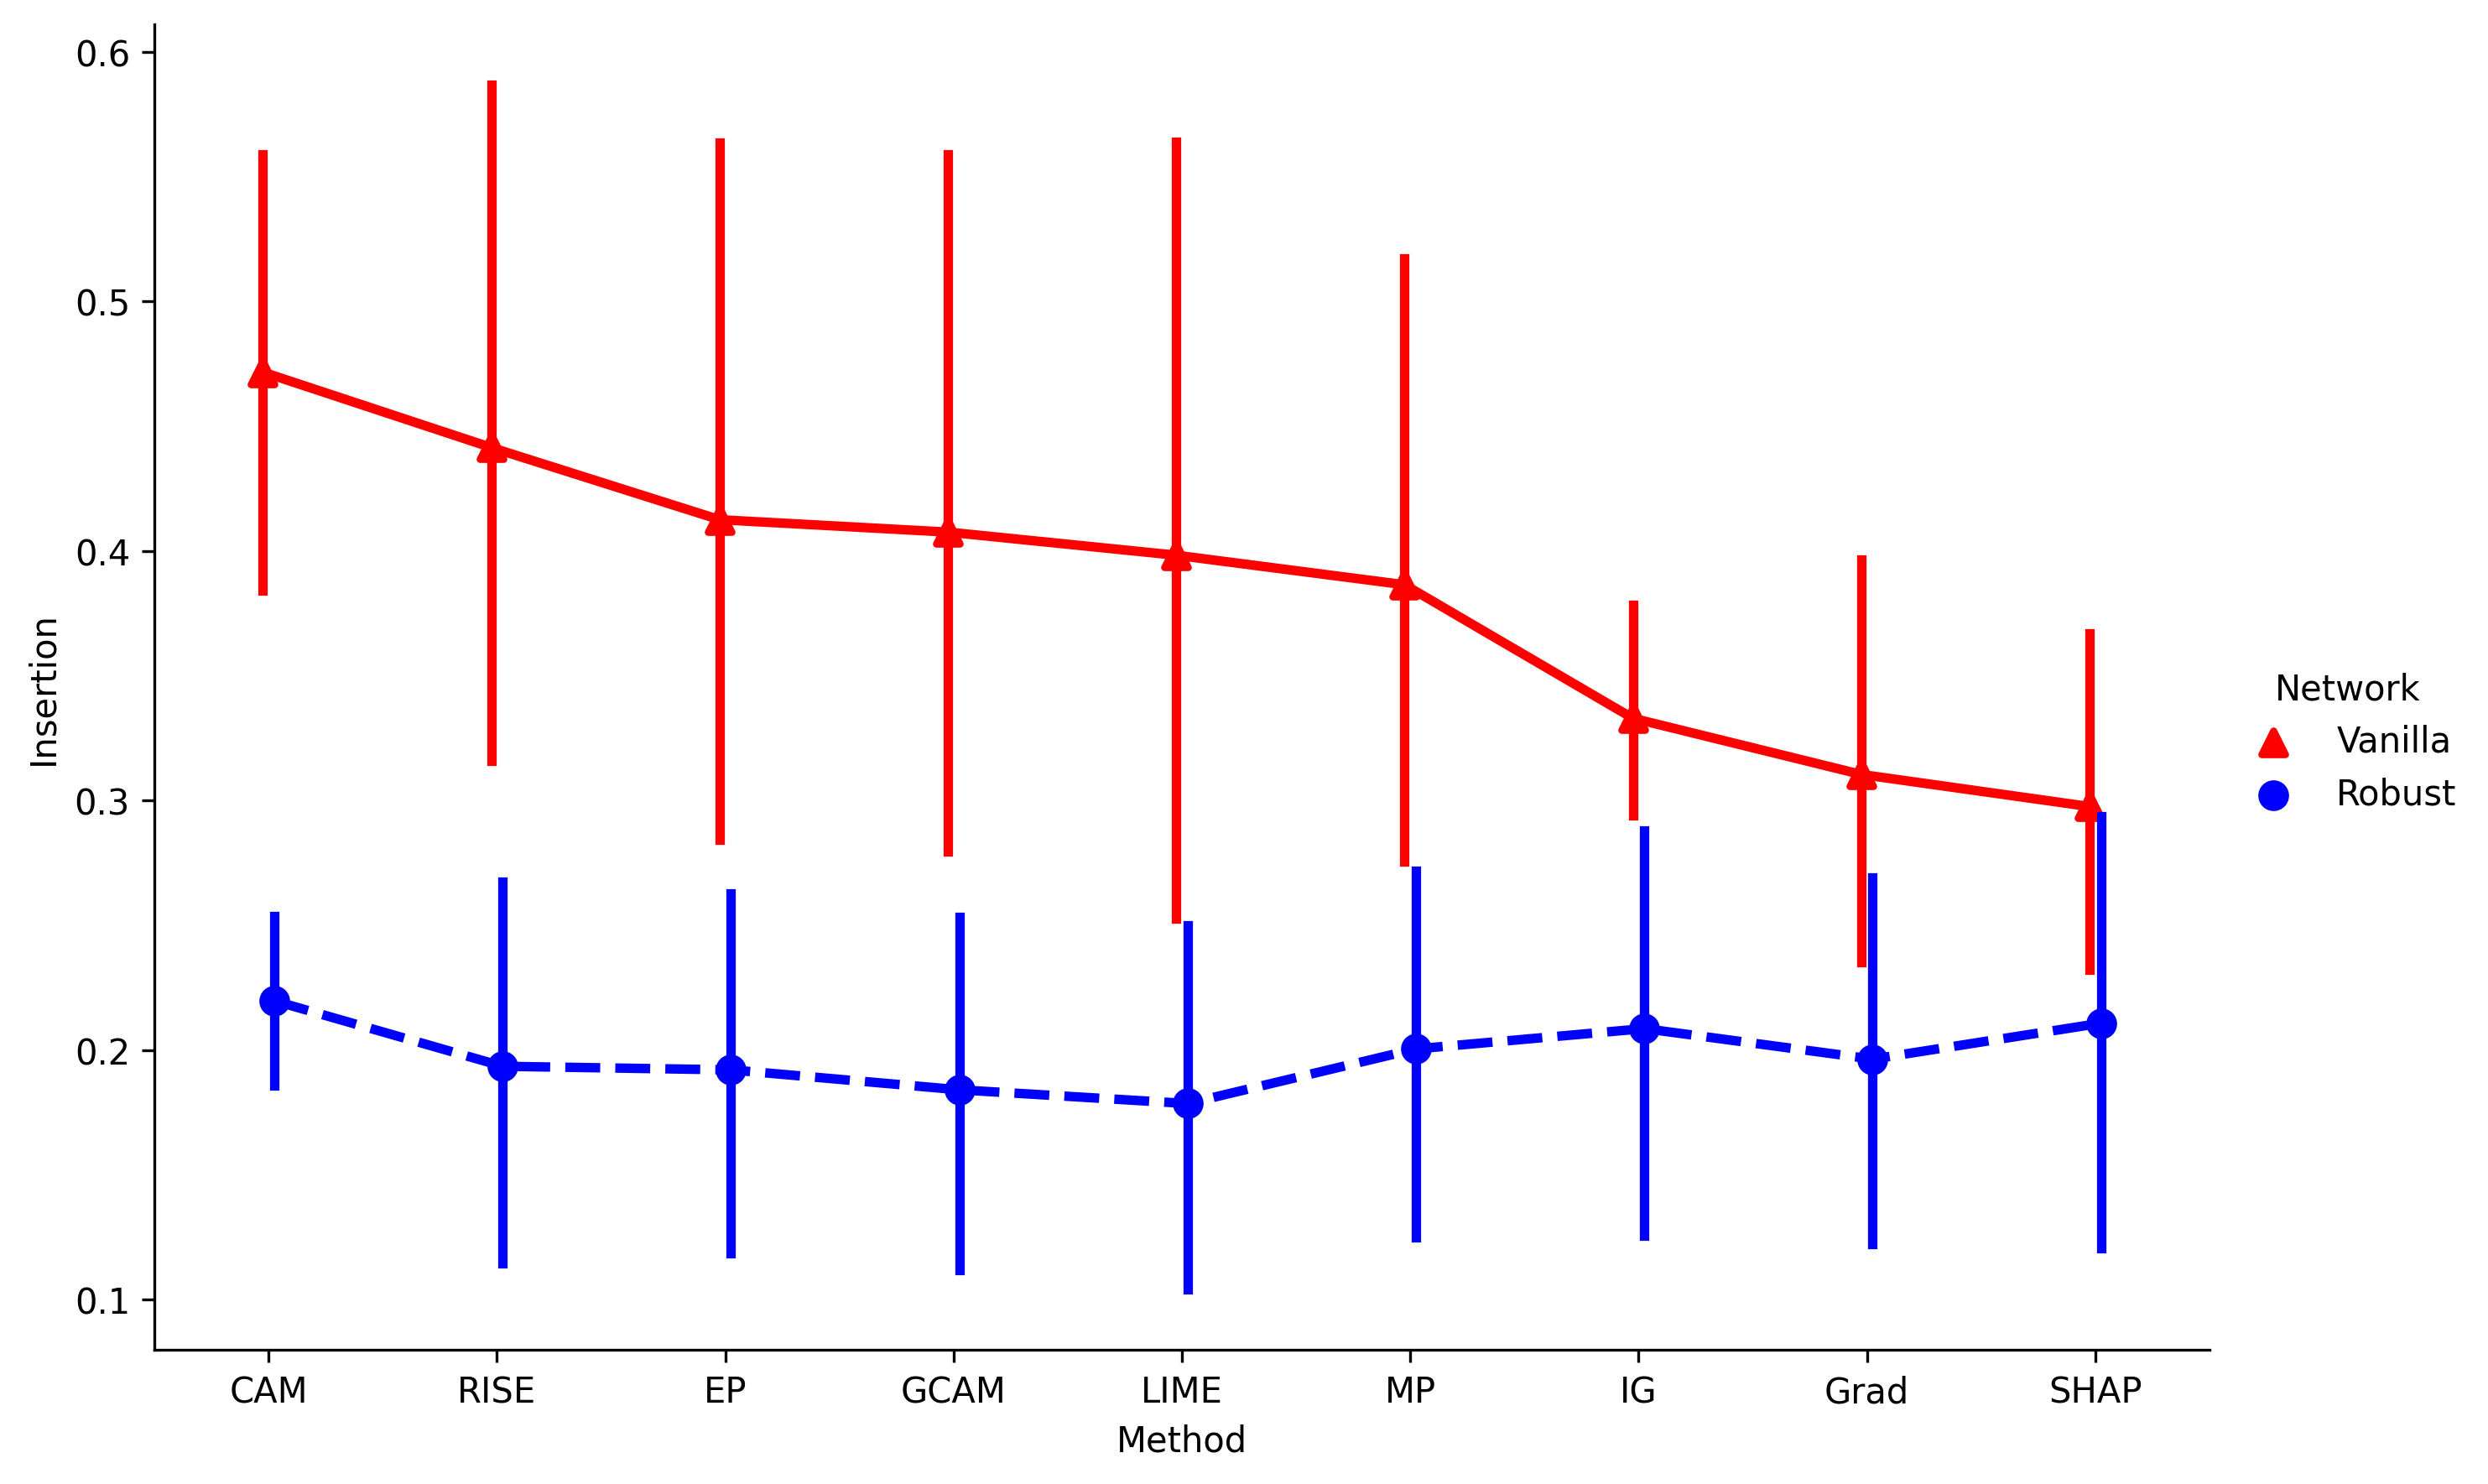 0.6
0.5
0.4
0.3
0.2
0.1
Insertion
CAM RISE EP GCAM LIME MP IG Grad SHAP
Method
Network
Vanilla
Robust